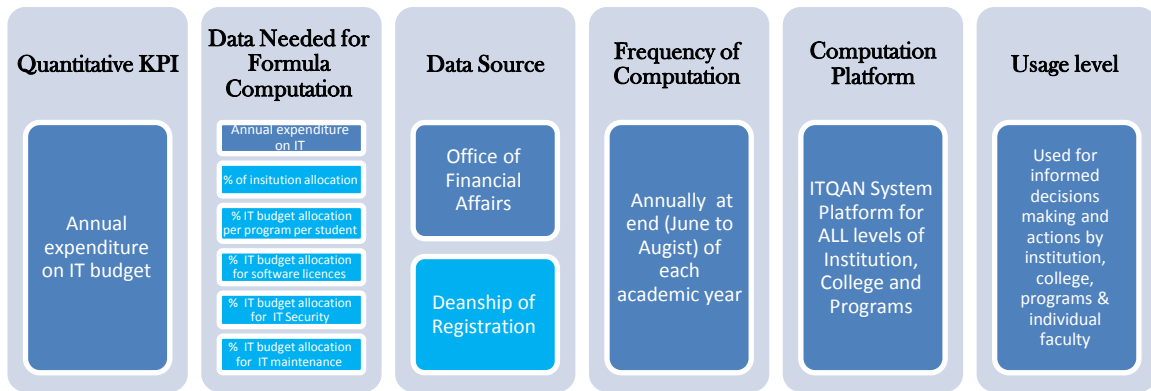 Quantitative KPI
Annual
expenditure
on IT budget
Data Needed for
Formula
Computation
Annual expenditure
on IT
% of insitution allocation
% IT budget allocation
per program per student
% IT budget allocation
for software licences
% IT budget allocation
for IT Security
% IT budget allocation
for IT maintenance
Data Source
Office of
Financial
Affairs
Deanship of
Registration
Frequency of
Computation
Annually at
end (June to
Augist) of
each
academic year
Computation
Platform
ITQAN System
Platform for
ALL levels of
Institution,
College and
Programs
Usage level
Used for
informed
decisions
making and
actions by
institution,
college,
programs &
individual
faculty